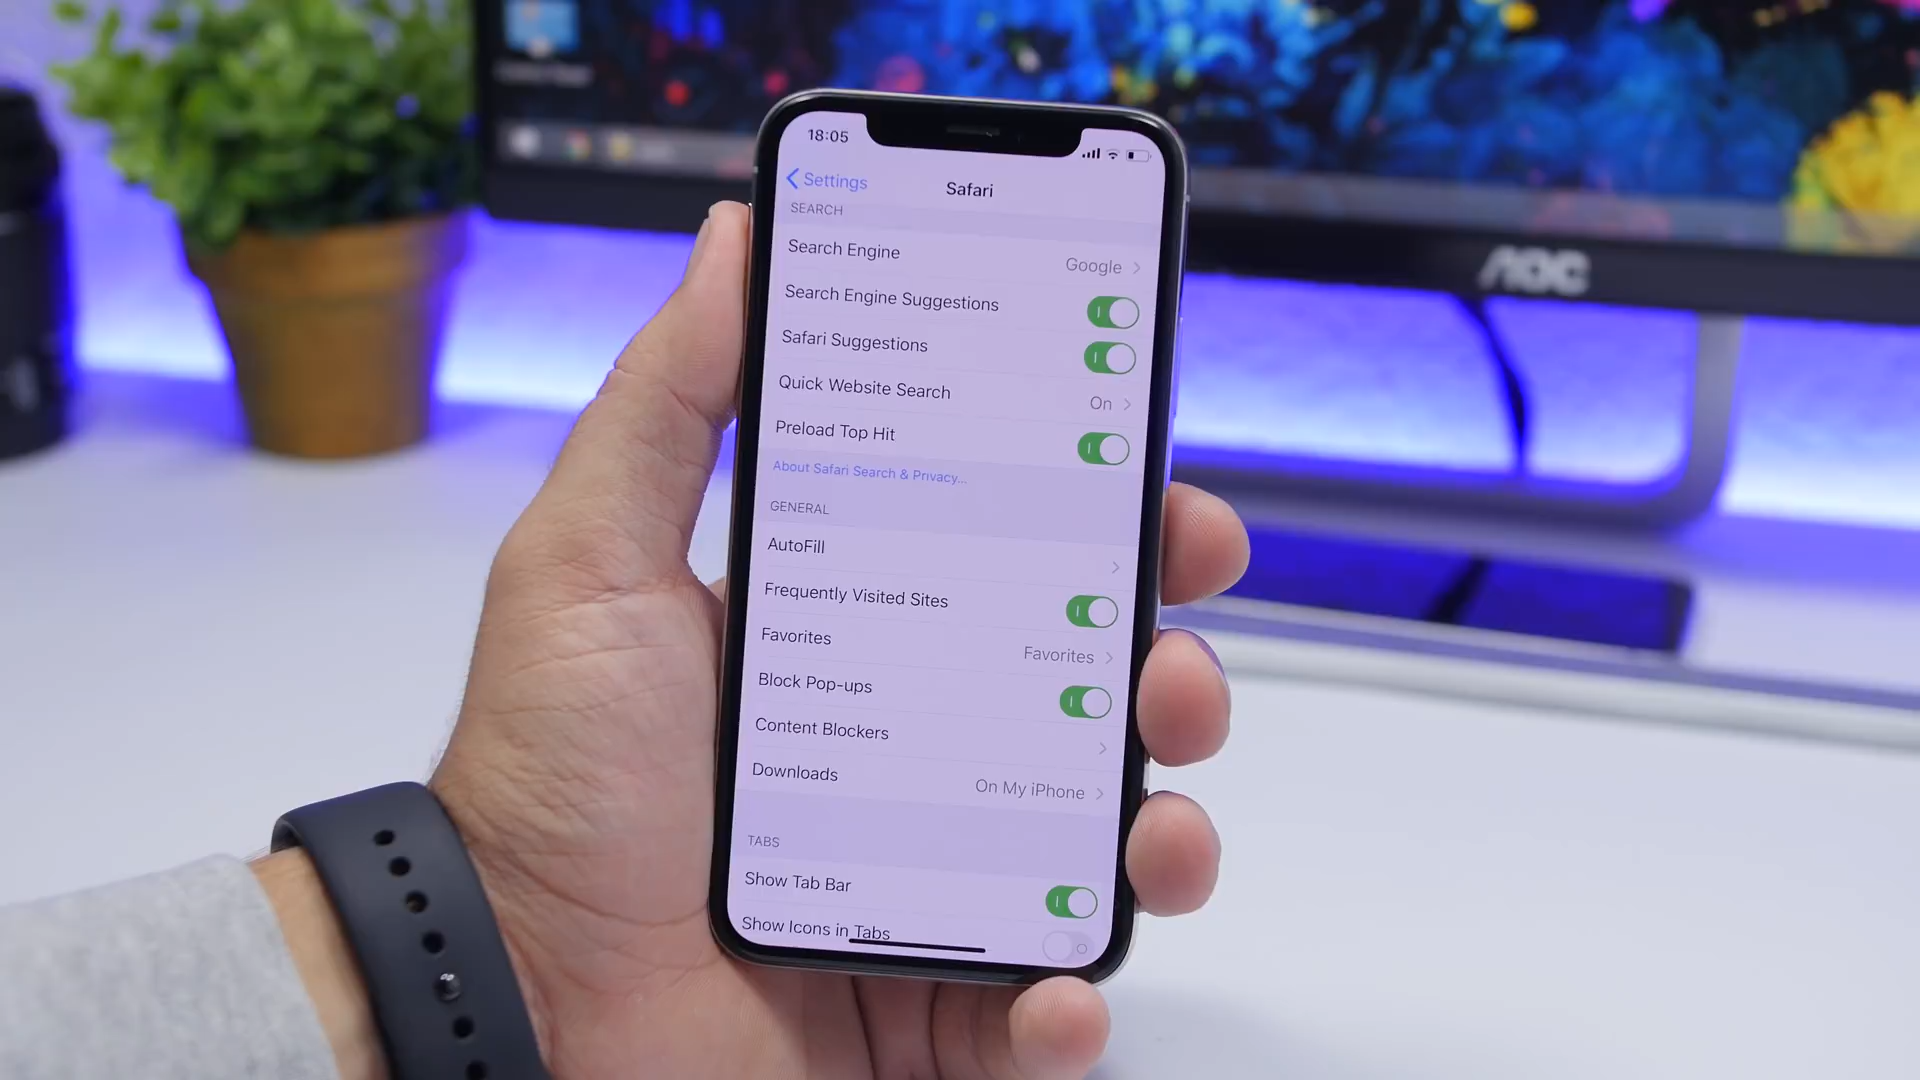 18:05
Settings
Safari
SEARCH
Search Engine
Google
Search Engine Suggestions
Safari Suggestions
Quick Website Search
On
Preload Top Hit
About Safari Search & Privacy...
GENERAL
AutoFill
Frequently Visited Sites
Favorites
Favorites
Block Pop-ups
Content Blockers
Downloads
On My iPhone
TABS
Show Tab Bar
Show Icons in Tabs
AOC